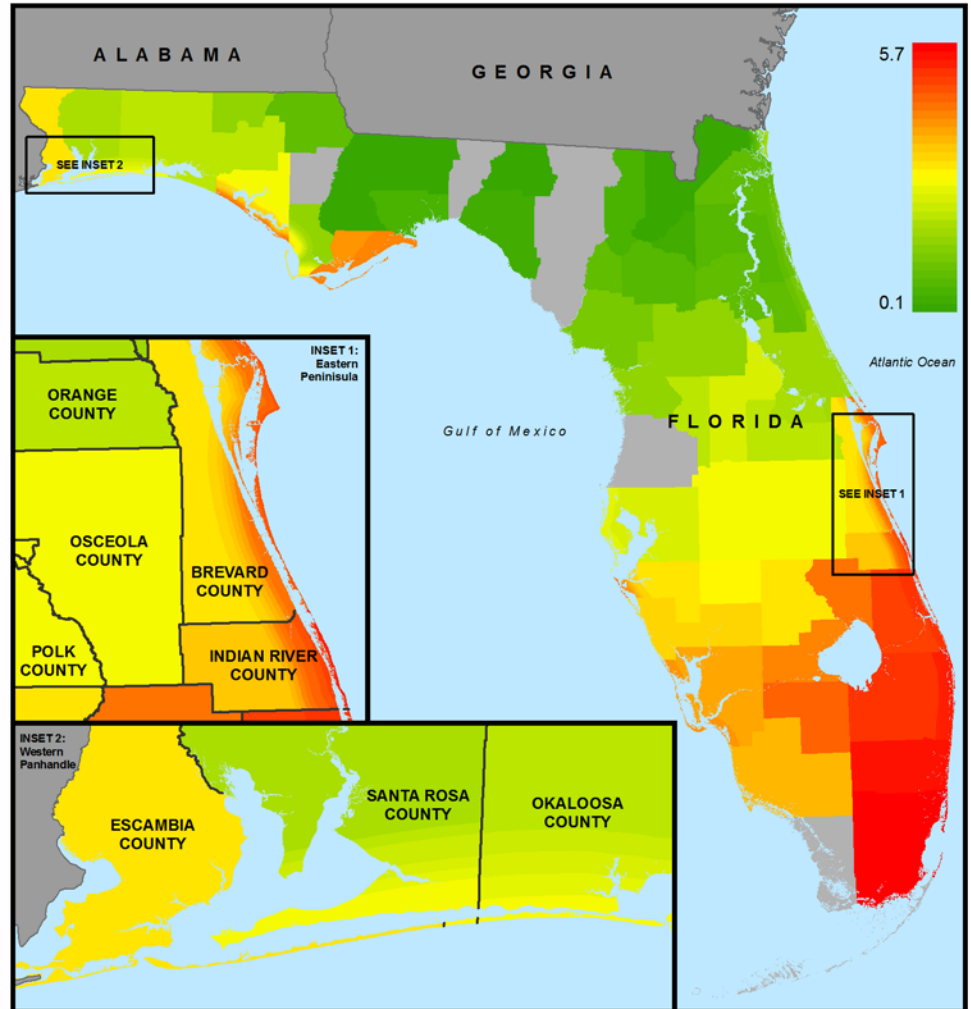 ALABAMA
GEORGIA
5.7
0.1
SEE INSET 2
Atlantic Ocean
Gulf of Mexico
FLORIDA
SEE INSET 1
INSET 1:
Eastern
Peninisula
ORANGE
COUNTY
OSCEOLA
COUNTY
BREVARD
COUNTY
POLK
COUNTY
INDIAN RIVER
COUNTY
INSET 2:
Western
Panhandle
ESCAMBIA
COUNTY
SANTA ROSA
COUNTY
OKALOOSA
COUNTY